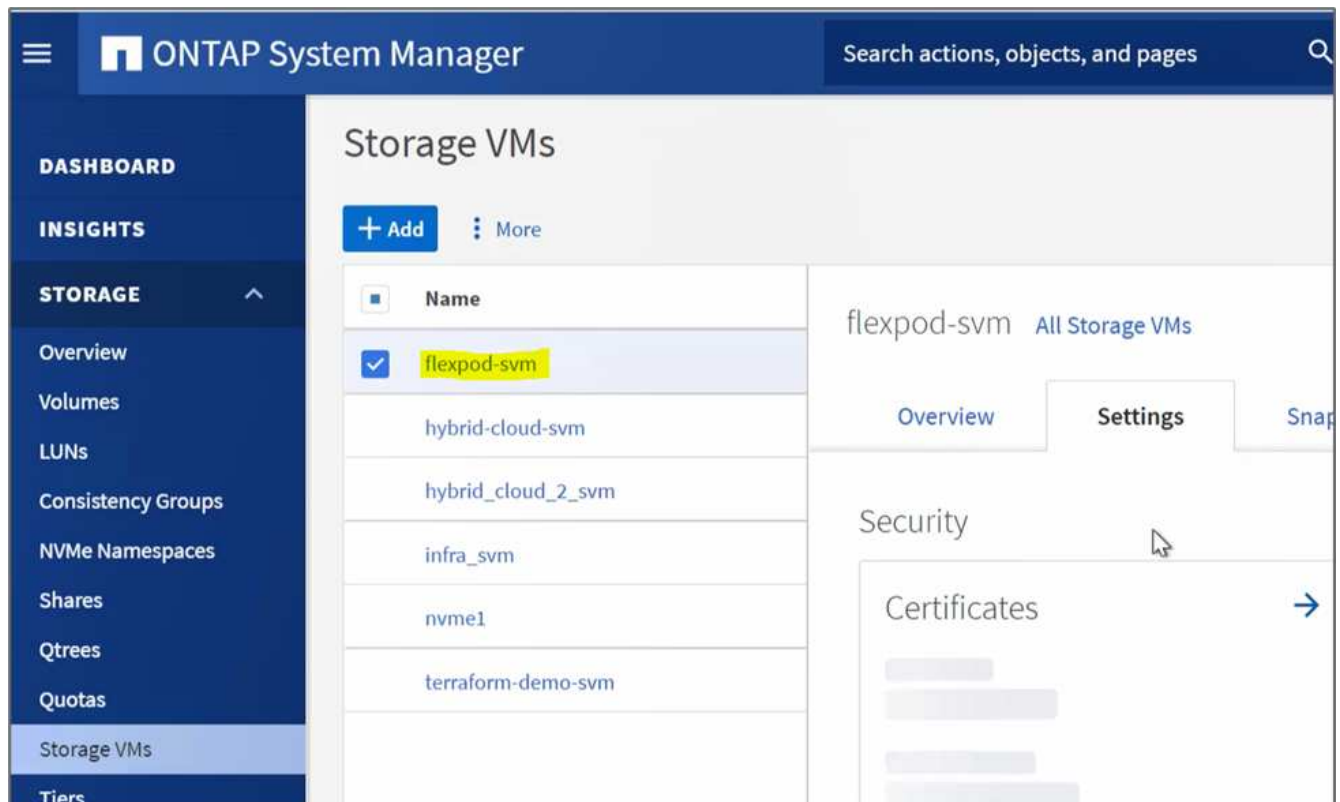 ONTAP System Manager
Search actions, objects, and pages
DASHBOARD
INSIGHTS
STORAGE
Overview
Volumes
LUNs
Consistency Groups
NVMe Namespaces
Shares
Qtrees
Quotas
Storage VMs
Tiers
Storage VMs
+ Add
More
Name
flexpod-svm
hybrid-cloud-svm
hybrid_cloud_2_svm
infra_svm
nvme1
terraform-demo-svm
flexpod-svm All Storage VMs
Overview Settings Snap
Security
Certificates